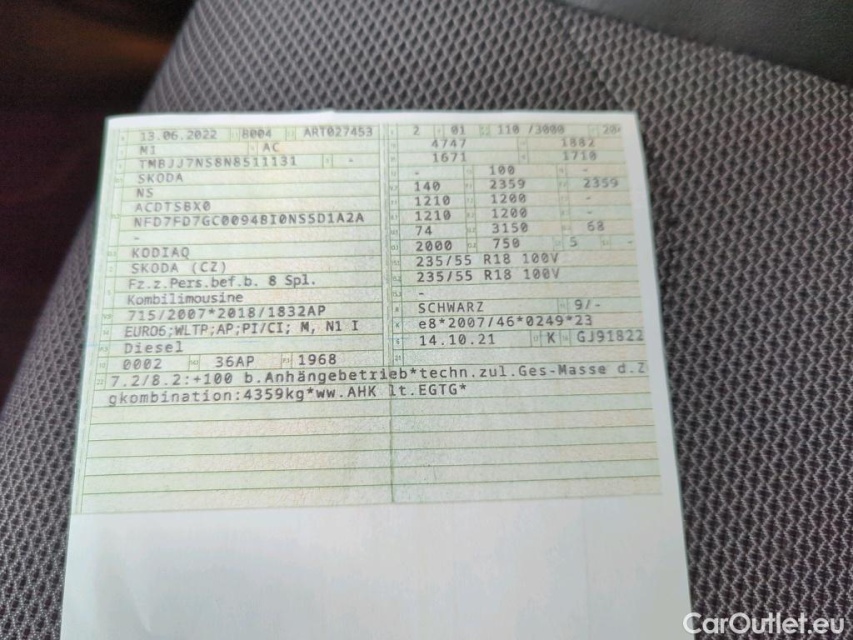 13.06.2022 8004 ART027453
M1 AC
TMBJJ7NS8N8511131 -
SKODA
NS
ACDTSBX0
NFD7FD7GC0094BI0NS5D1A2A
-
KODIAQ
SKODA (CZ)
Fz.z.Pers.bef.b. 8 Spl.
Kombilimousine
715/2007*2018/1832AP
EURO6;WLTP;AP;PI/CI; M, N1 I
Diesel
0002 36AP 1968
2 01 110 /3000
4747 1882
1671 1710
- 100 -
140 2359 2359
1210 1200 -
1210 1200 -
74 3150 68
2000 750 5 -
235/55 R18 100V
235/55 R18 100V
-
SCHWARZ 9/-
e8*2007/46*0249*23
14.10.21 K GJ91822
7.2/8.2:+100 b.Anhängebetrieb*techn.zul.Ges-Masse d.Z
gkombination:4359kg*ww.AHK lt.EGTG*
CarOutlet.eu